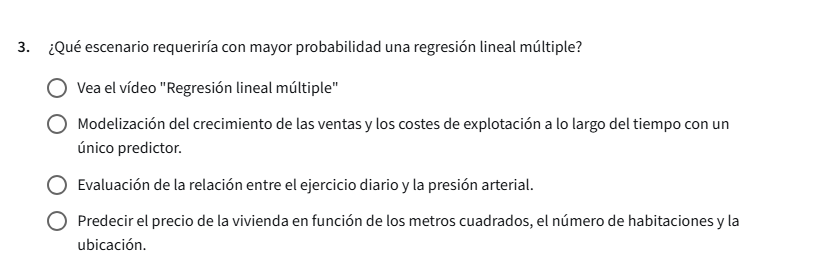 3. ¿Qué escenario requeriría con mayor probabilidad una regresión lineal múltiple?
Vea el vídeo "Regresión lineal múltiple"
Modelización del crecimiento de las ventas y los costes de explotación a lo largo del tiempo con un
único predictor.
Evaluación de la relación entre el ejercicio diario y la presión arterial.
Predecir el precio de la vivienda en función de los metros cuadrados, el número de habitaciones y la
ubicación.